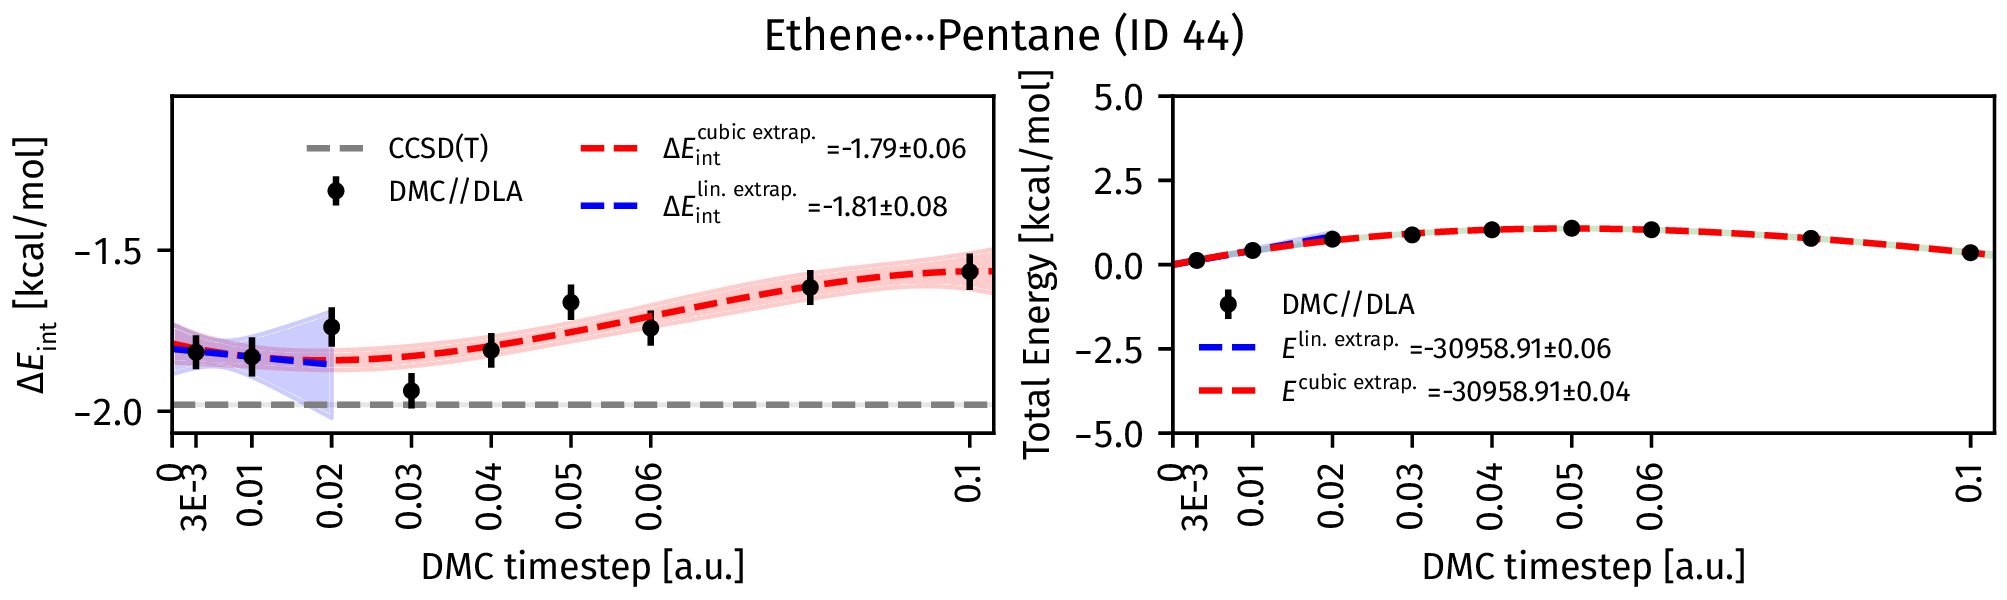 Ethene···Pentane (ID 44)
ΔE_int [kcal/mol]
−1.5
−2.0
CCSD(T)
DMC//DLA
ΔE_int^cubic extrap. =-1.79±0.06
ΔE_int^lin. extrap. =-1.81±0.08
0
3E-3
0.01
0.02
0.03
0.04
0.05
0.06
0.1
DMC timestep [a.u.]
Total Energy [kcal/mol]
5.0
2.5
0.0
−2.5
−5.0
DMC//DLA
E^lin. extrap. =-30958.91±0.06
E^cubic extrap. =-30958.91±0.04
0
3E-3
0.01
0.02
0.03
0.04
0.05
0.06
0.1
DMC timestep [a.u.]